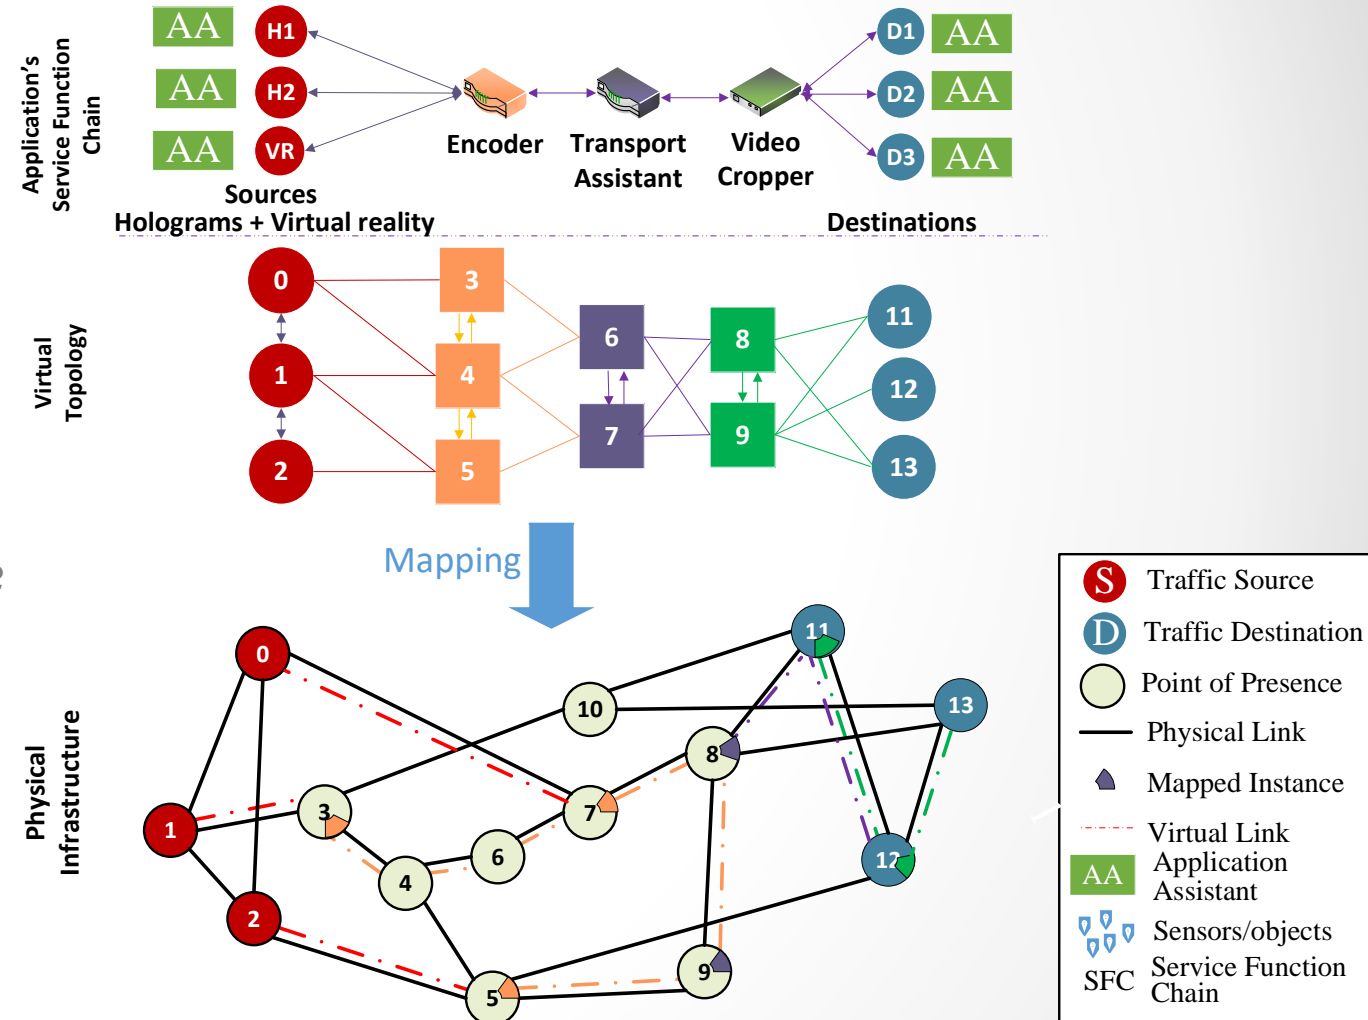 Application's
Service Function
Chain
AA
H1
AA
H2
AA
VR
Sources
Holograms + Virtual reality
Encoder
Transport
Assistant
Video
Cropper
D1
AA
D2
AA
D3
AA
Destinations
Virtual
Topology
0
1
2
3
4
5
6
7
8
9
11
12
13
Mapping
Physical
Infrastructure
0
1
2
3
4
5
6
7
8
9
10
11
12
13
S Traffic Source
D Traffic Destination
Point of Presence
Physical Link
Mapped Instance
Virtual Link
AA Application
Assistant
Sensors/objects
SFC Service Function
Chain